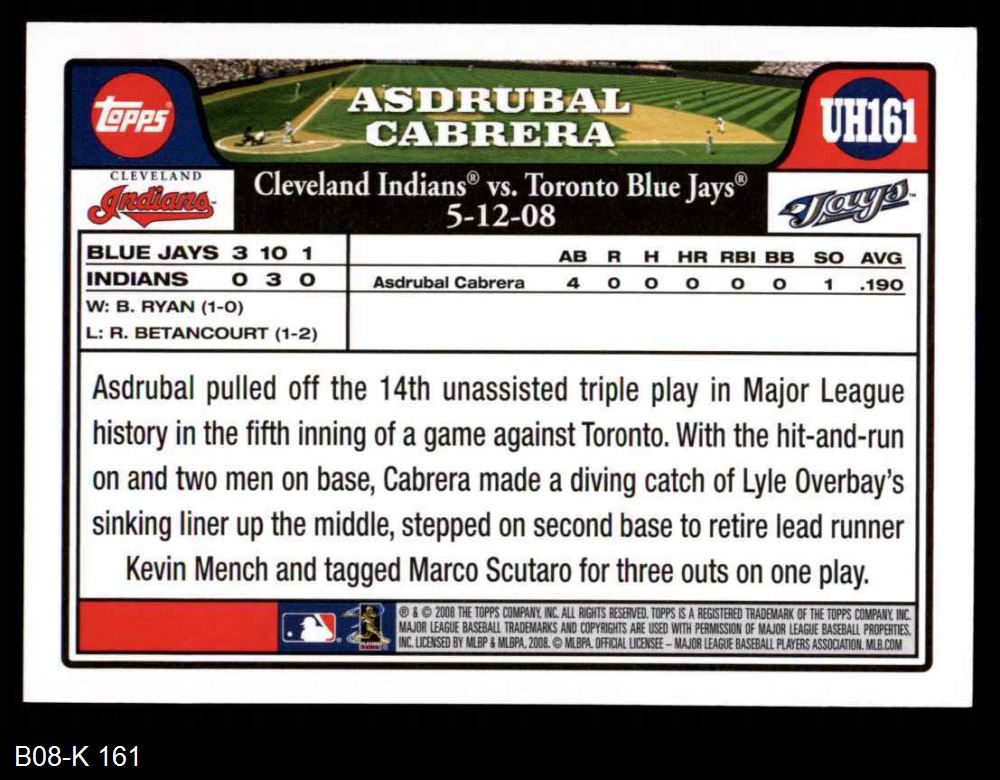 TOPPS®
ASDRUBAL
CABRERA
UH161
CLEVELAND
Indians™
Cleveland Indians® vs. Toronto Blue Jays®
5-12-08
Jays™
BLUE JAYS 3 10 1
INDIANS 0 3 0
W: B. RYAN (1-0)
L: R. BETANCOURT (1-2)
AB R H HR RBI BB SO AVG
Asdrubal Cabrera 4 0 0 0 0 0 1 .190
Asdrubal pulled off the 14th unassisted triple play in Major League
history in the fifth inning of a game against Toronto. With the hit-and-run
on and two men on base, Cabrera made a diving catch of Lyle Overbay's
sinking liner up the middle, stepped on second base to retire lead runner
Kevin Mench and tagged Marco Scutaro for three outs on one play.
® & © 2008 THE TOPPS COMPANY, INC. ALL RIGHTS RESERVED. TOPPS IS A REGISTERED TRADEMARK OF THE TOPPS COMPANY, INC.
MAJOR LEAGUE BASEBALL TRADEMARKS AND COPYRIGHTS ARE USED WITH PERMISSION OF MAJOR LEAGUE BASEBALL PROPERTIES,
INC. LICENSED BY MLBP & MLBPA, 2008. © MLBPA. OFFICIAL LICENSEE – MAJOR LEAGUE BASEBALL PLAYERS ASSOCIATION. MLB.COM
B08-K 161